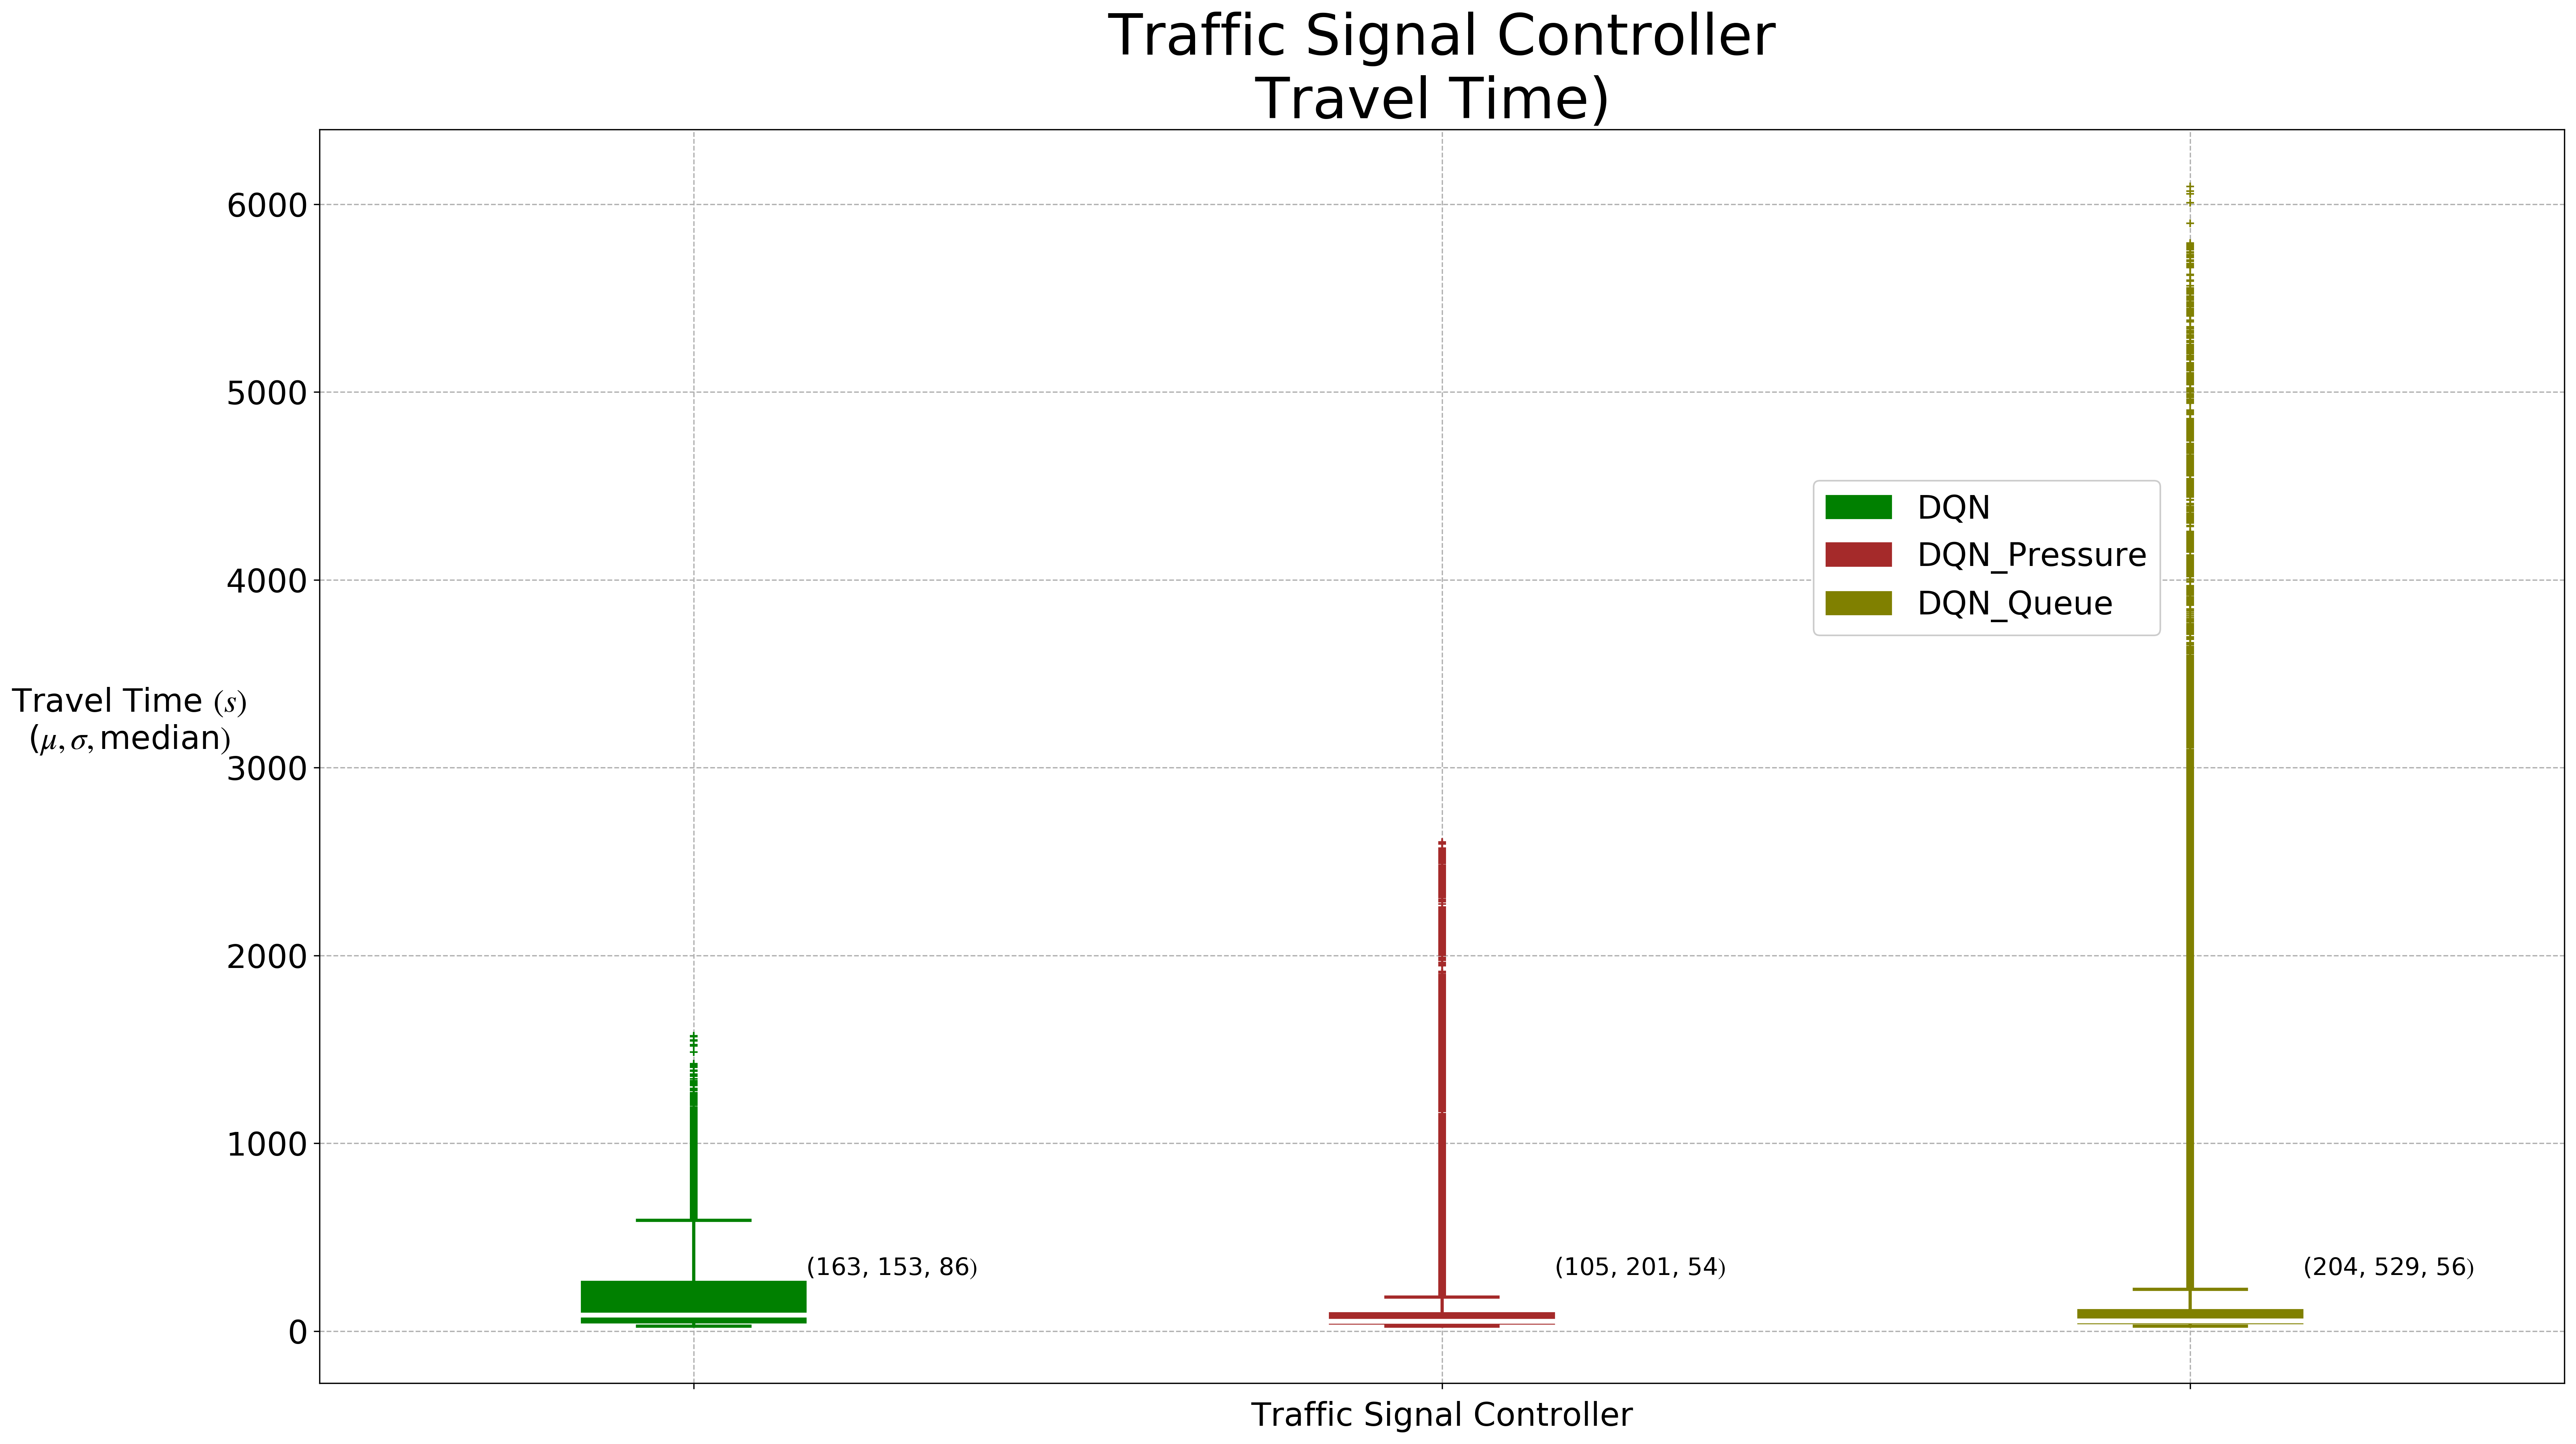 Traffic Signal Controller
Travel Time)
6000
5000
4000
3000
2000
1000
0
Travel Time (s)
(μ, σ, median)
DQN
DQN_Pressure
DQN_Queue
(163, 153, 86)
(105, 201, 54)
(204, 529, 56)
Traffic Signal Controller